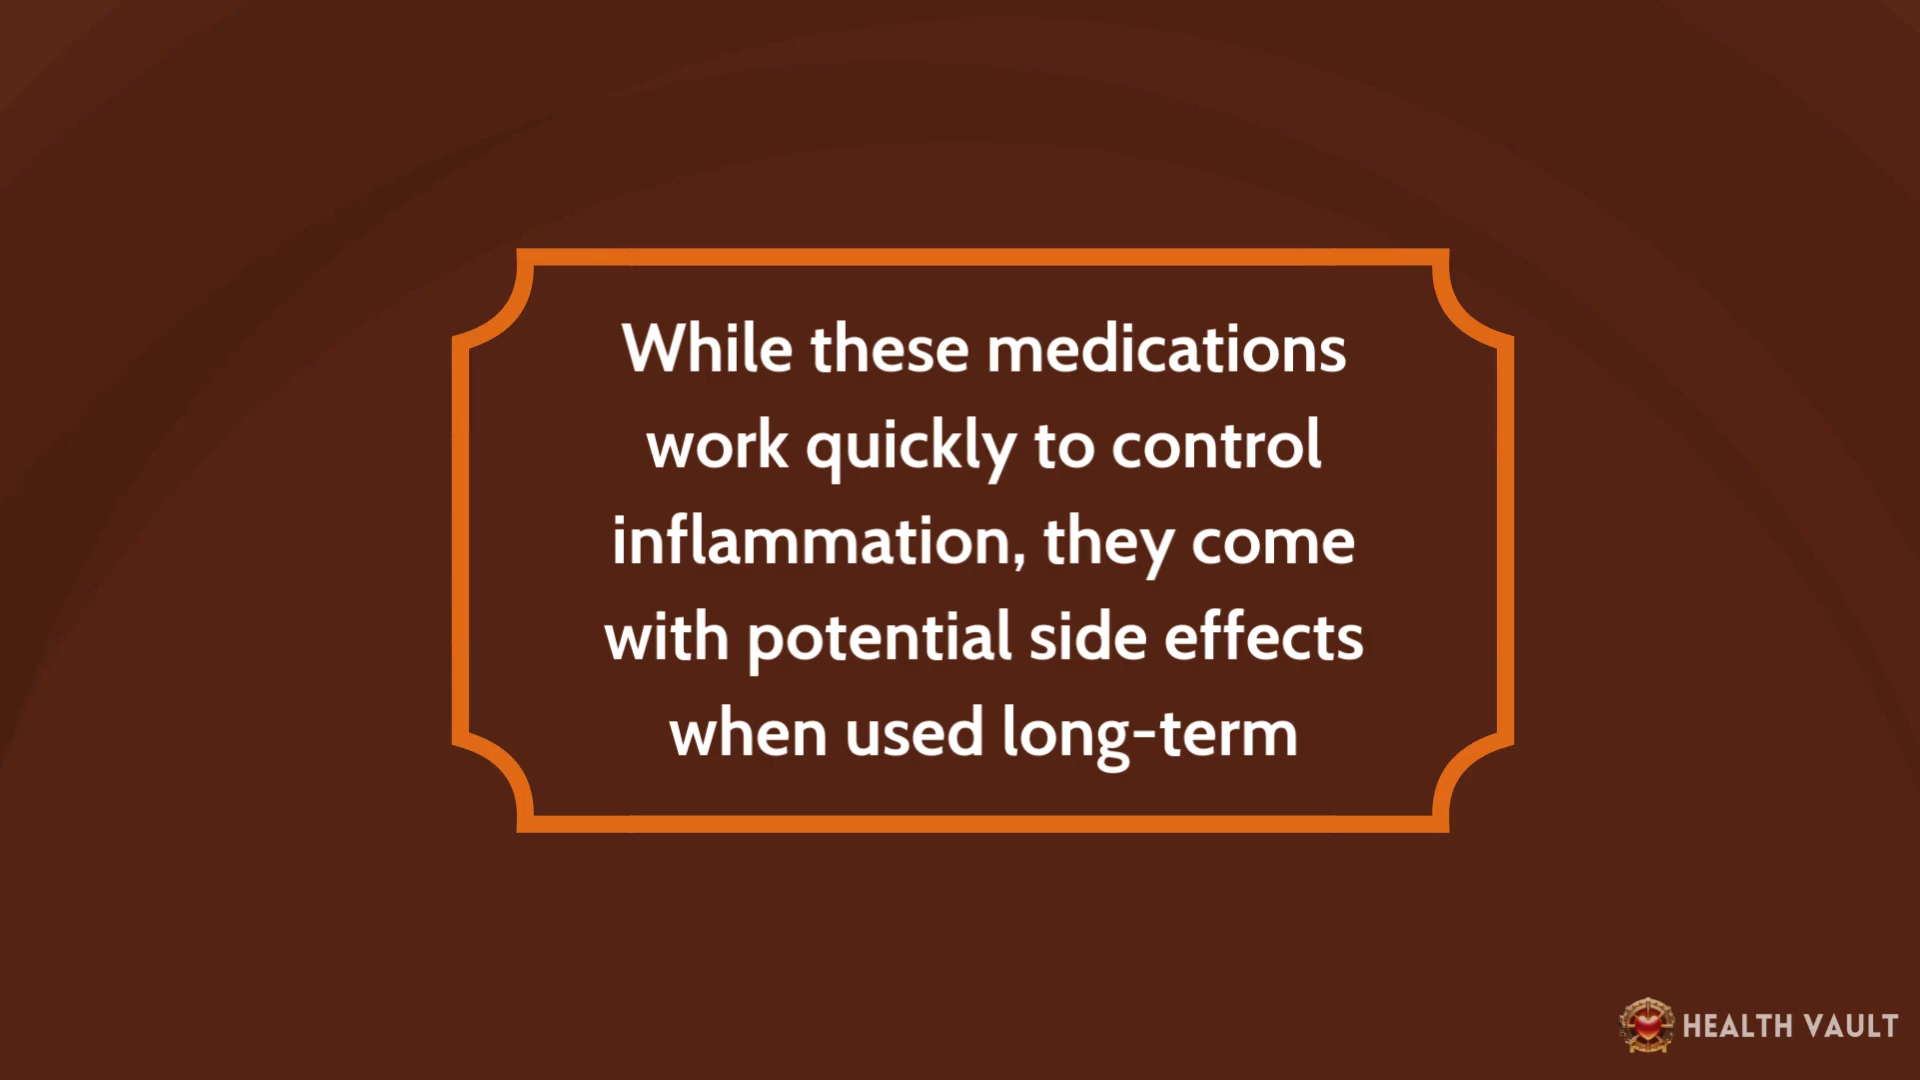 While these medications
work quickly to control
inflammation, they come
with potential side effects
when used long-term
HEALTH VAULT